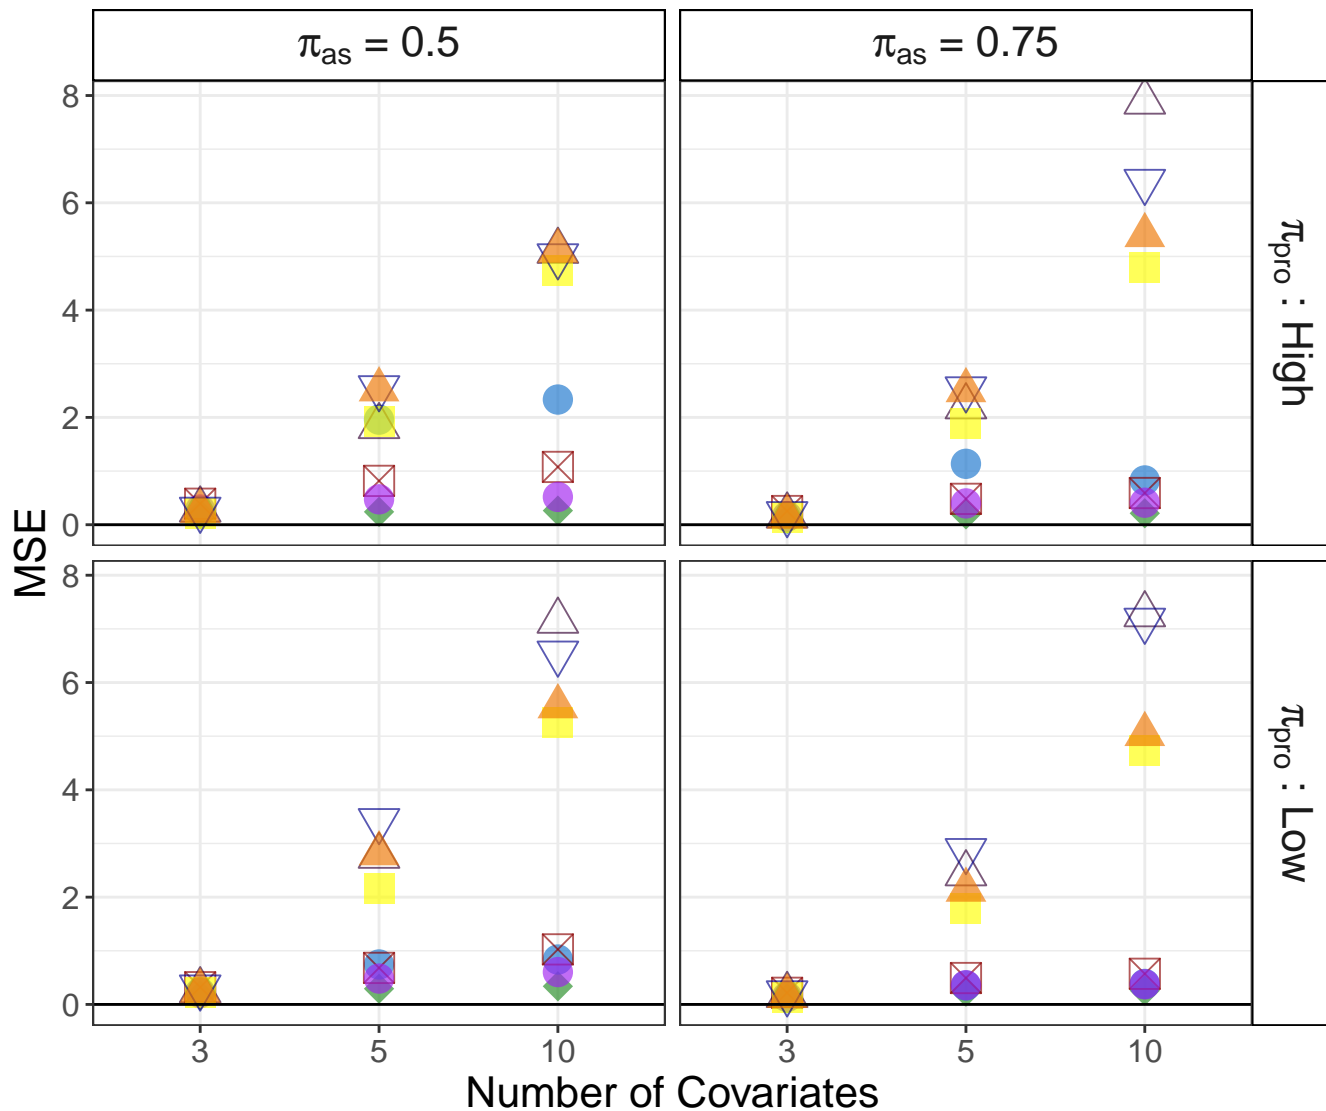 π_as = 0.5
π_as = 0.75
8
6
4
2
0
π_pro : High
MSE
8
6
4
2
0
π_pro : Low
3 5 10
3 5 10
Number of Covariates